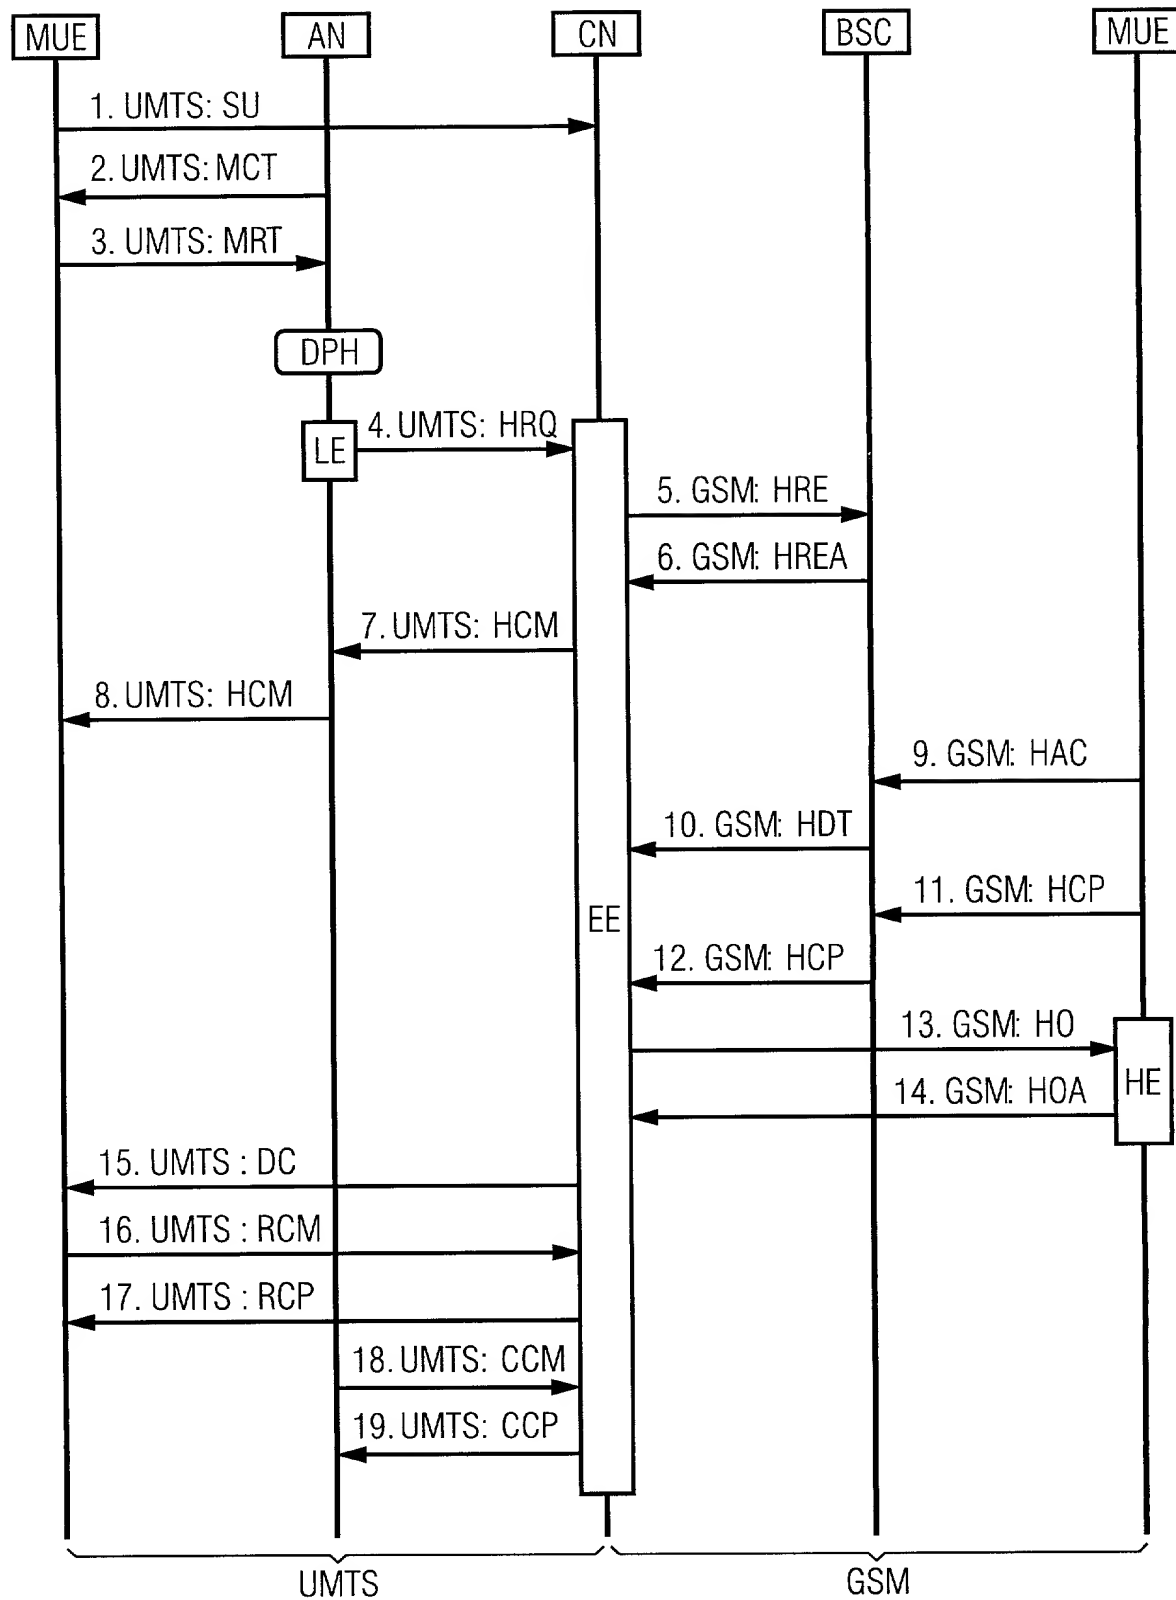 MUE
AN
CN
BSC
MUE
1. UMTS: SU
2. UMTS: MCT
3. UMTS: MRT
DPH
LE
4. UMTS: HRQ
5. GSM: HRE
6. GSM: HREA
7. UMTS: HCM
8. UMTS: HCM
9. GSM: HAC
10. GSM: HDT
11. GSM: HCP
EE
12. GSM: HCP
13. GSM: HO
HE
14. GSM: HOA
15. UMTS : DC
16. UMTS : RCM
17. UMTS : RCP
18. UMTS: CCM
19. UMTS: CCP
UMTS
GSM